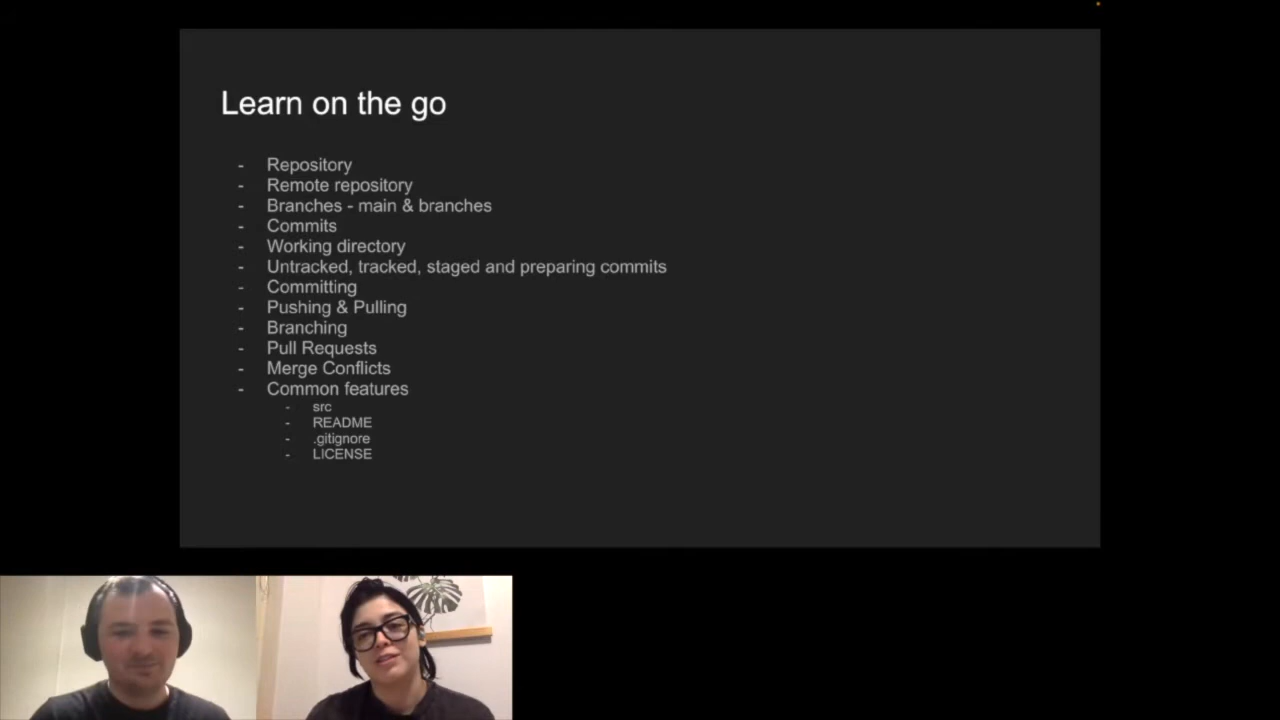 Learn on the go
- Repository
- Remote repository
- Branches - main & branches
- Commits
- Working directory
- Untracked, tracked, staged and preparing commits
- Committing
- Pushing & Pulling
- Branching
- Pull Requests
- Merge Conflicts
- Common features
- src
- README
- .gitignore
- LICENSE